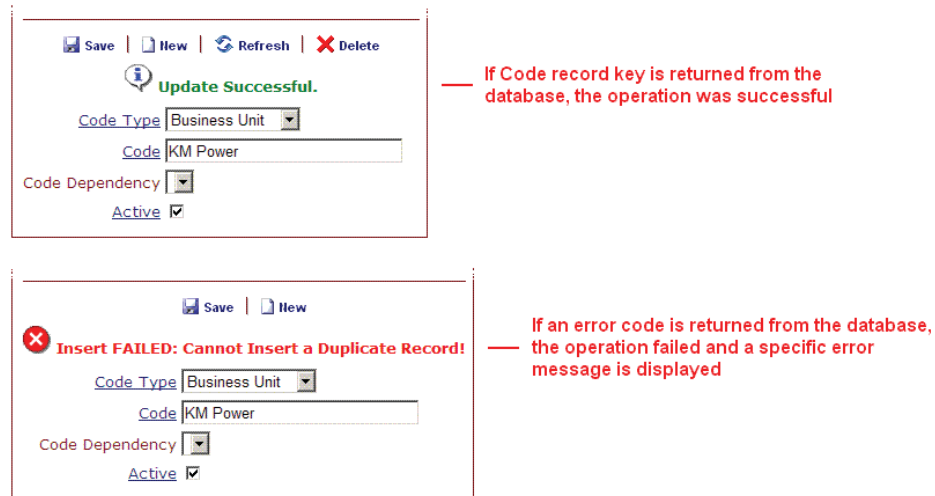 Save | New | Refresh | Delete
Update Successful.
If Code record key is returned from the
database, the operation was successful
Code Type Business Unit
Code KM Power
Code Dependency
Active
Save | New
Insert FAILED: Cannot Insert a Duplicate Record!
If an error code is returned from the database,
the operation failed and a specific error
message is displayed
Code Type Business Unit
Code KM Power
Code Dependency
Active